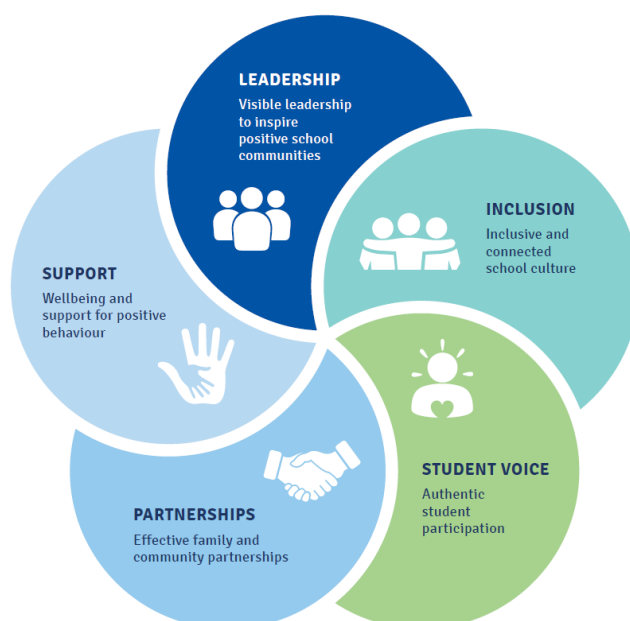 LEADERSHIP
Visible leadership
to inspire
positive school
communities
INCLUSION
Inclusive and
connected
school culture
STUDENT VOICE
Authentic
student
participation
PARTNERSHIPS
Effective family and
community partnerships
SUPPORT
Wellbeing and
support for positive
behaviour